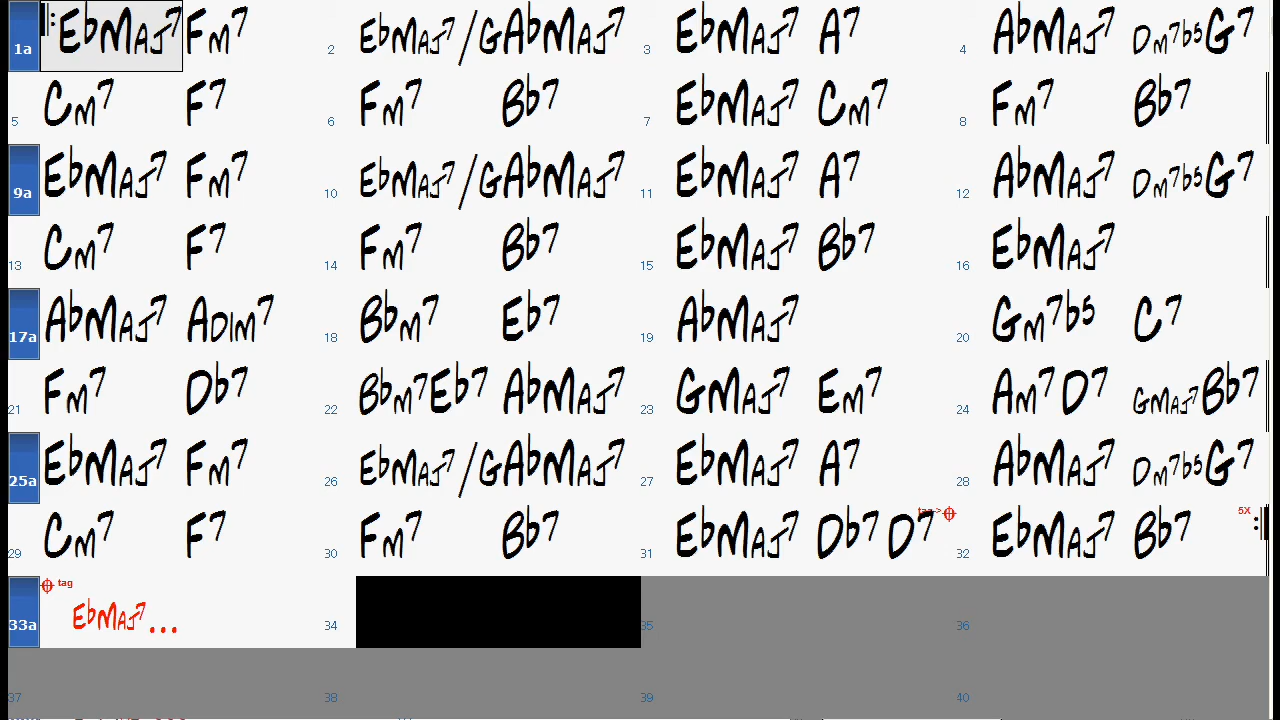 1a 𝄆 EbMAJ7 Fm7 2 EbMAJ7/G AbMAJ7 3 EbMAJ7 A7 4 AbMAJ7 Dm7b5 G7
5 Cm7 F7 6 Fm7 Bb7 7 EbMAJ7 Cm7 8 Fm7 Bb7
9a EbMAJ7 Fm7 10 EbMAJ7/G AbMAJ7 11 EbMAJ7 A7 12 AbMAJ7 Dm7b5 G7
13 Cm7 F7 14 Fm7 Bb7 15 EbMAJ7 Bb7 16 EbMAJ7
17a AbMAJ7 ADIM7 18 Bbm7 Eb7 19 AbMAJ7 20 Gm7b5 C7
21 Fm7 Db7 22 Bbm7 Eb7 AbMAJ7 23 GMAJ7 Em7 24 Am7 D7 GMAJ7 Bb7
25a EbMAJ7 Fm7 26 EbMAJ7/G AbMAJ7 27 EbMAJ7 A7 28 AbMAJ7 Dm7b5 G7
tag-> 5X
29 Cm7 F7 30 Fm7 Bb7 31 EbMAJ7 Db7 D7 32 EbMAJ7 Bb7
tag
33a EbMAJ7... 34 35 36
37 38 39 40